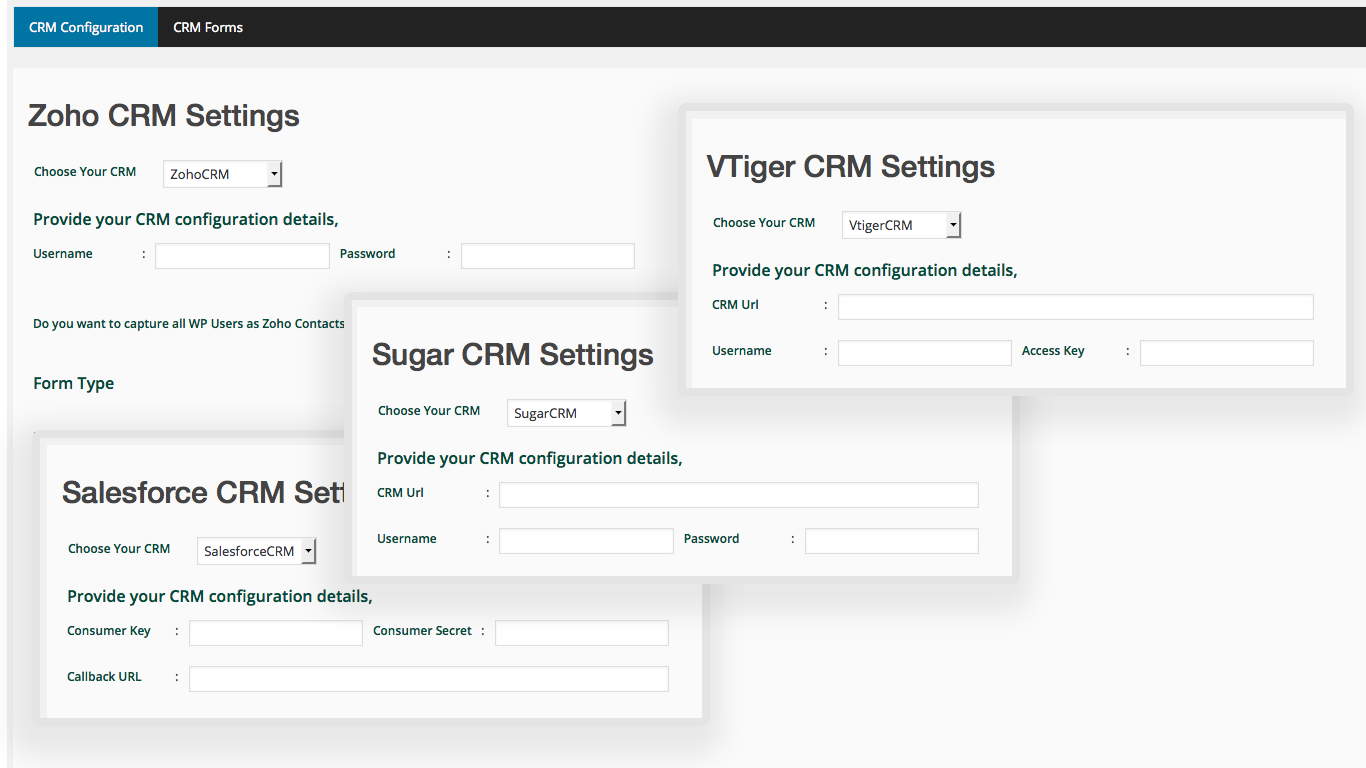 CRM Configuration CRM Forms
Zoho CRM Settings
Choose Your CRM ZohoCRM
Provide your CRM configuration details,
Username : Password :
Do you want to capture all WP Users as Zoho Contacts
Form Type
VTiger CRM Settings
Choose Your CRM VtigerCRM
Provide your CRM configuration details,
CRM Url :
Username : Access Key :
Sugar CRM Settings
Choose Your CRM SugarCRM
Provide your CRM configuration details,
CRM Url :
Username : Password :
Salesforce CRM Sett
Choose Your CRM SalesforceCRM
Provide your CRM configuration details,
Consumer Key : Consumer Secret :
Callback URL :